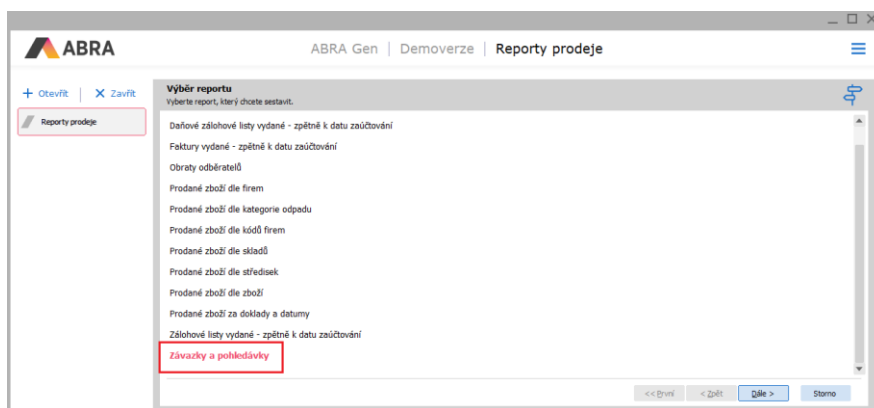 ABRA
ABRA Gen | Demoverze | Reporty prodeje
+ Otevřít | X Zavřít
Reporty prodeje
Výběr reportu
Vyberte report, který chcete sestavit.
Daňové zálohové listy vydané - zpětně k datu zaúčtování
Faktury vydané - zpětně k datu zaúčtování
Obraty odběratelů
Prodané zboží dle firem
Prodané zboží dle kategorie odpadu
Prodané zboží dle kódů firem
Prodané zboží dle skladů
Prodané zboží dle středisek
Prodané zboží dle zboží
Prodané zboží za doklady a datumy
Zálohové listy vydané - zpětně k datu zaúčtování
Závazky a pohledávky
<< První < Zpět Dále > Storno